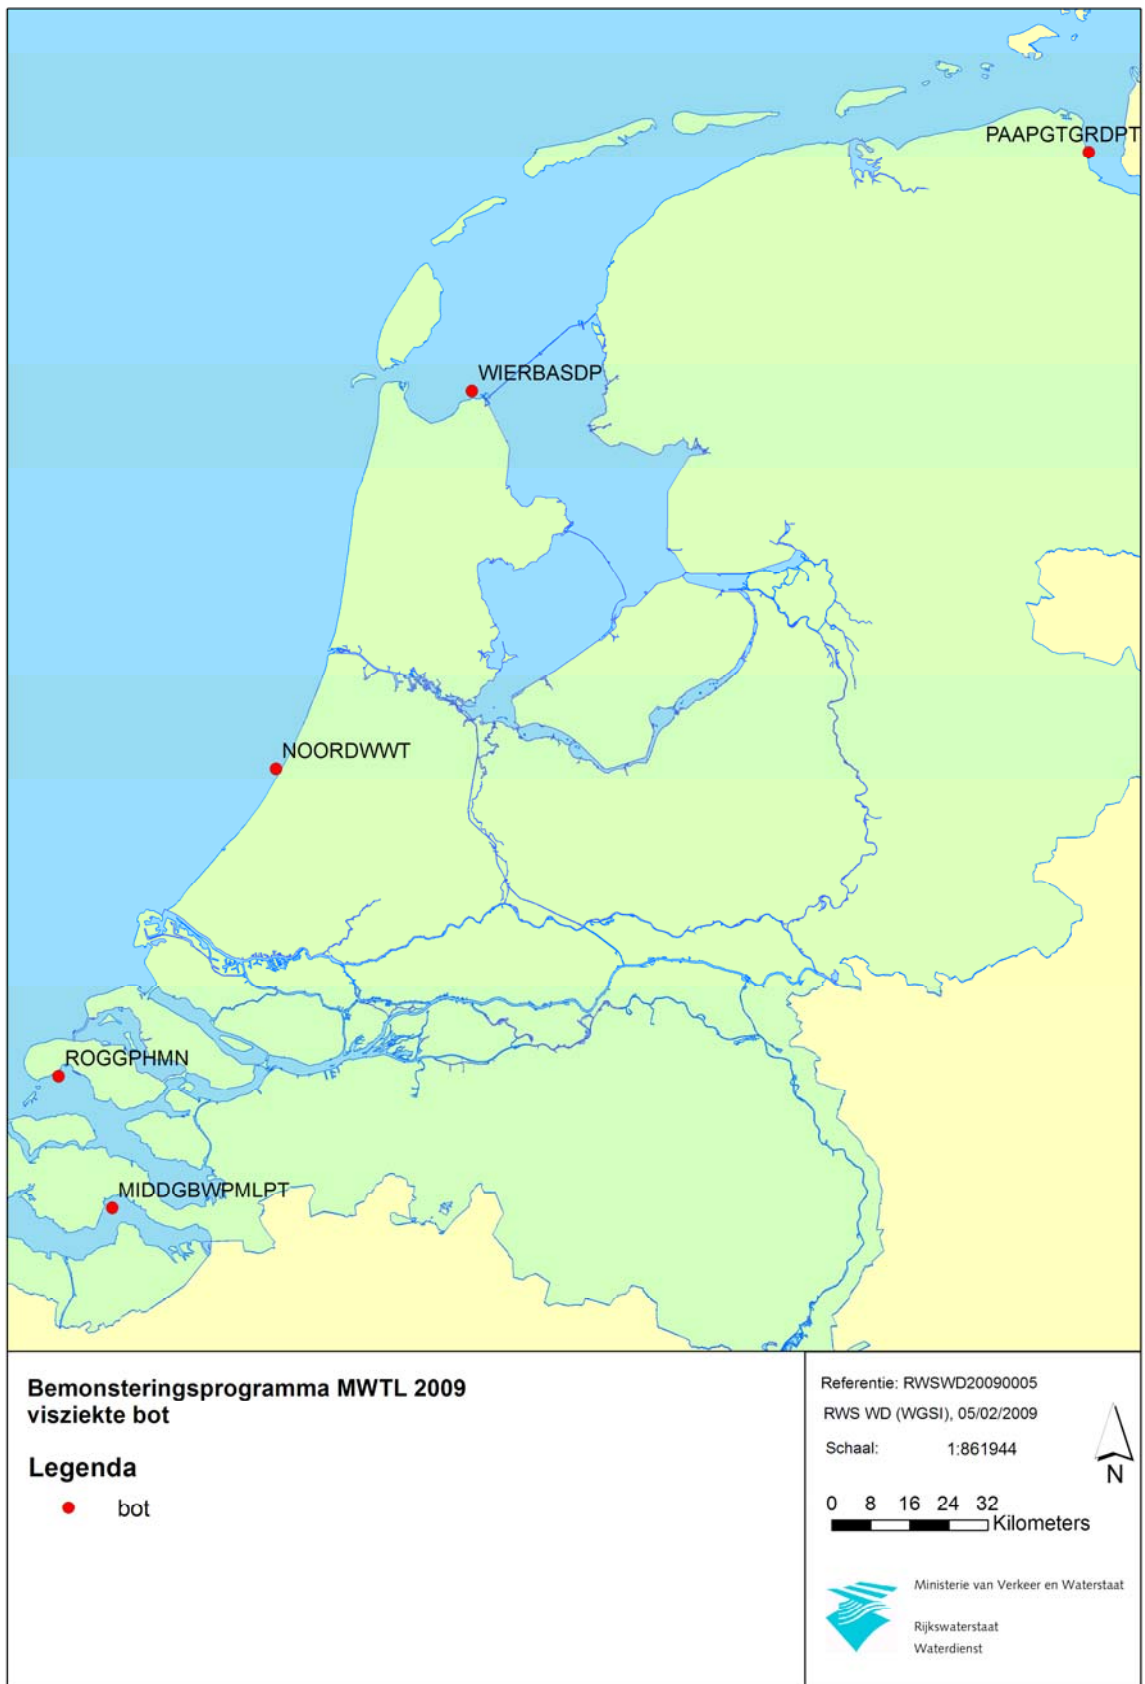 PAAPGTGRDPT
WIERBASDP
NOORDWWT
ROGGPHMN
MIDDGBWPMLPT
Bemonsteringsprogramma MWTL 2009
visziekte bot
Legenda
bot
Referentie: RWSWD20090005
RWS WD (WGSI), 05/02/2009
Schaal: 1:861944
N
0 8 16 24 32
Kilometers
Ministerie van Verkeer en Waterstaat
Rijkswaterstaat
Waterdienst